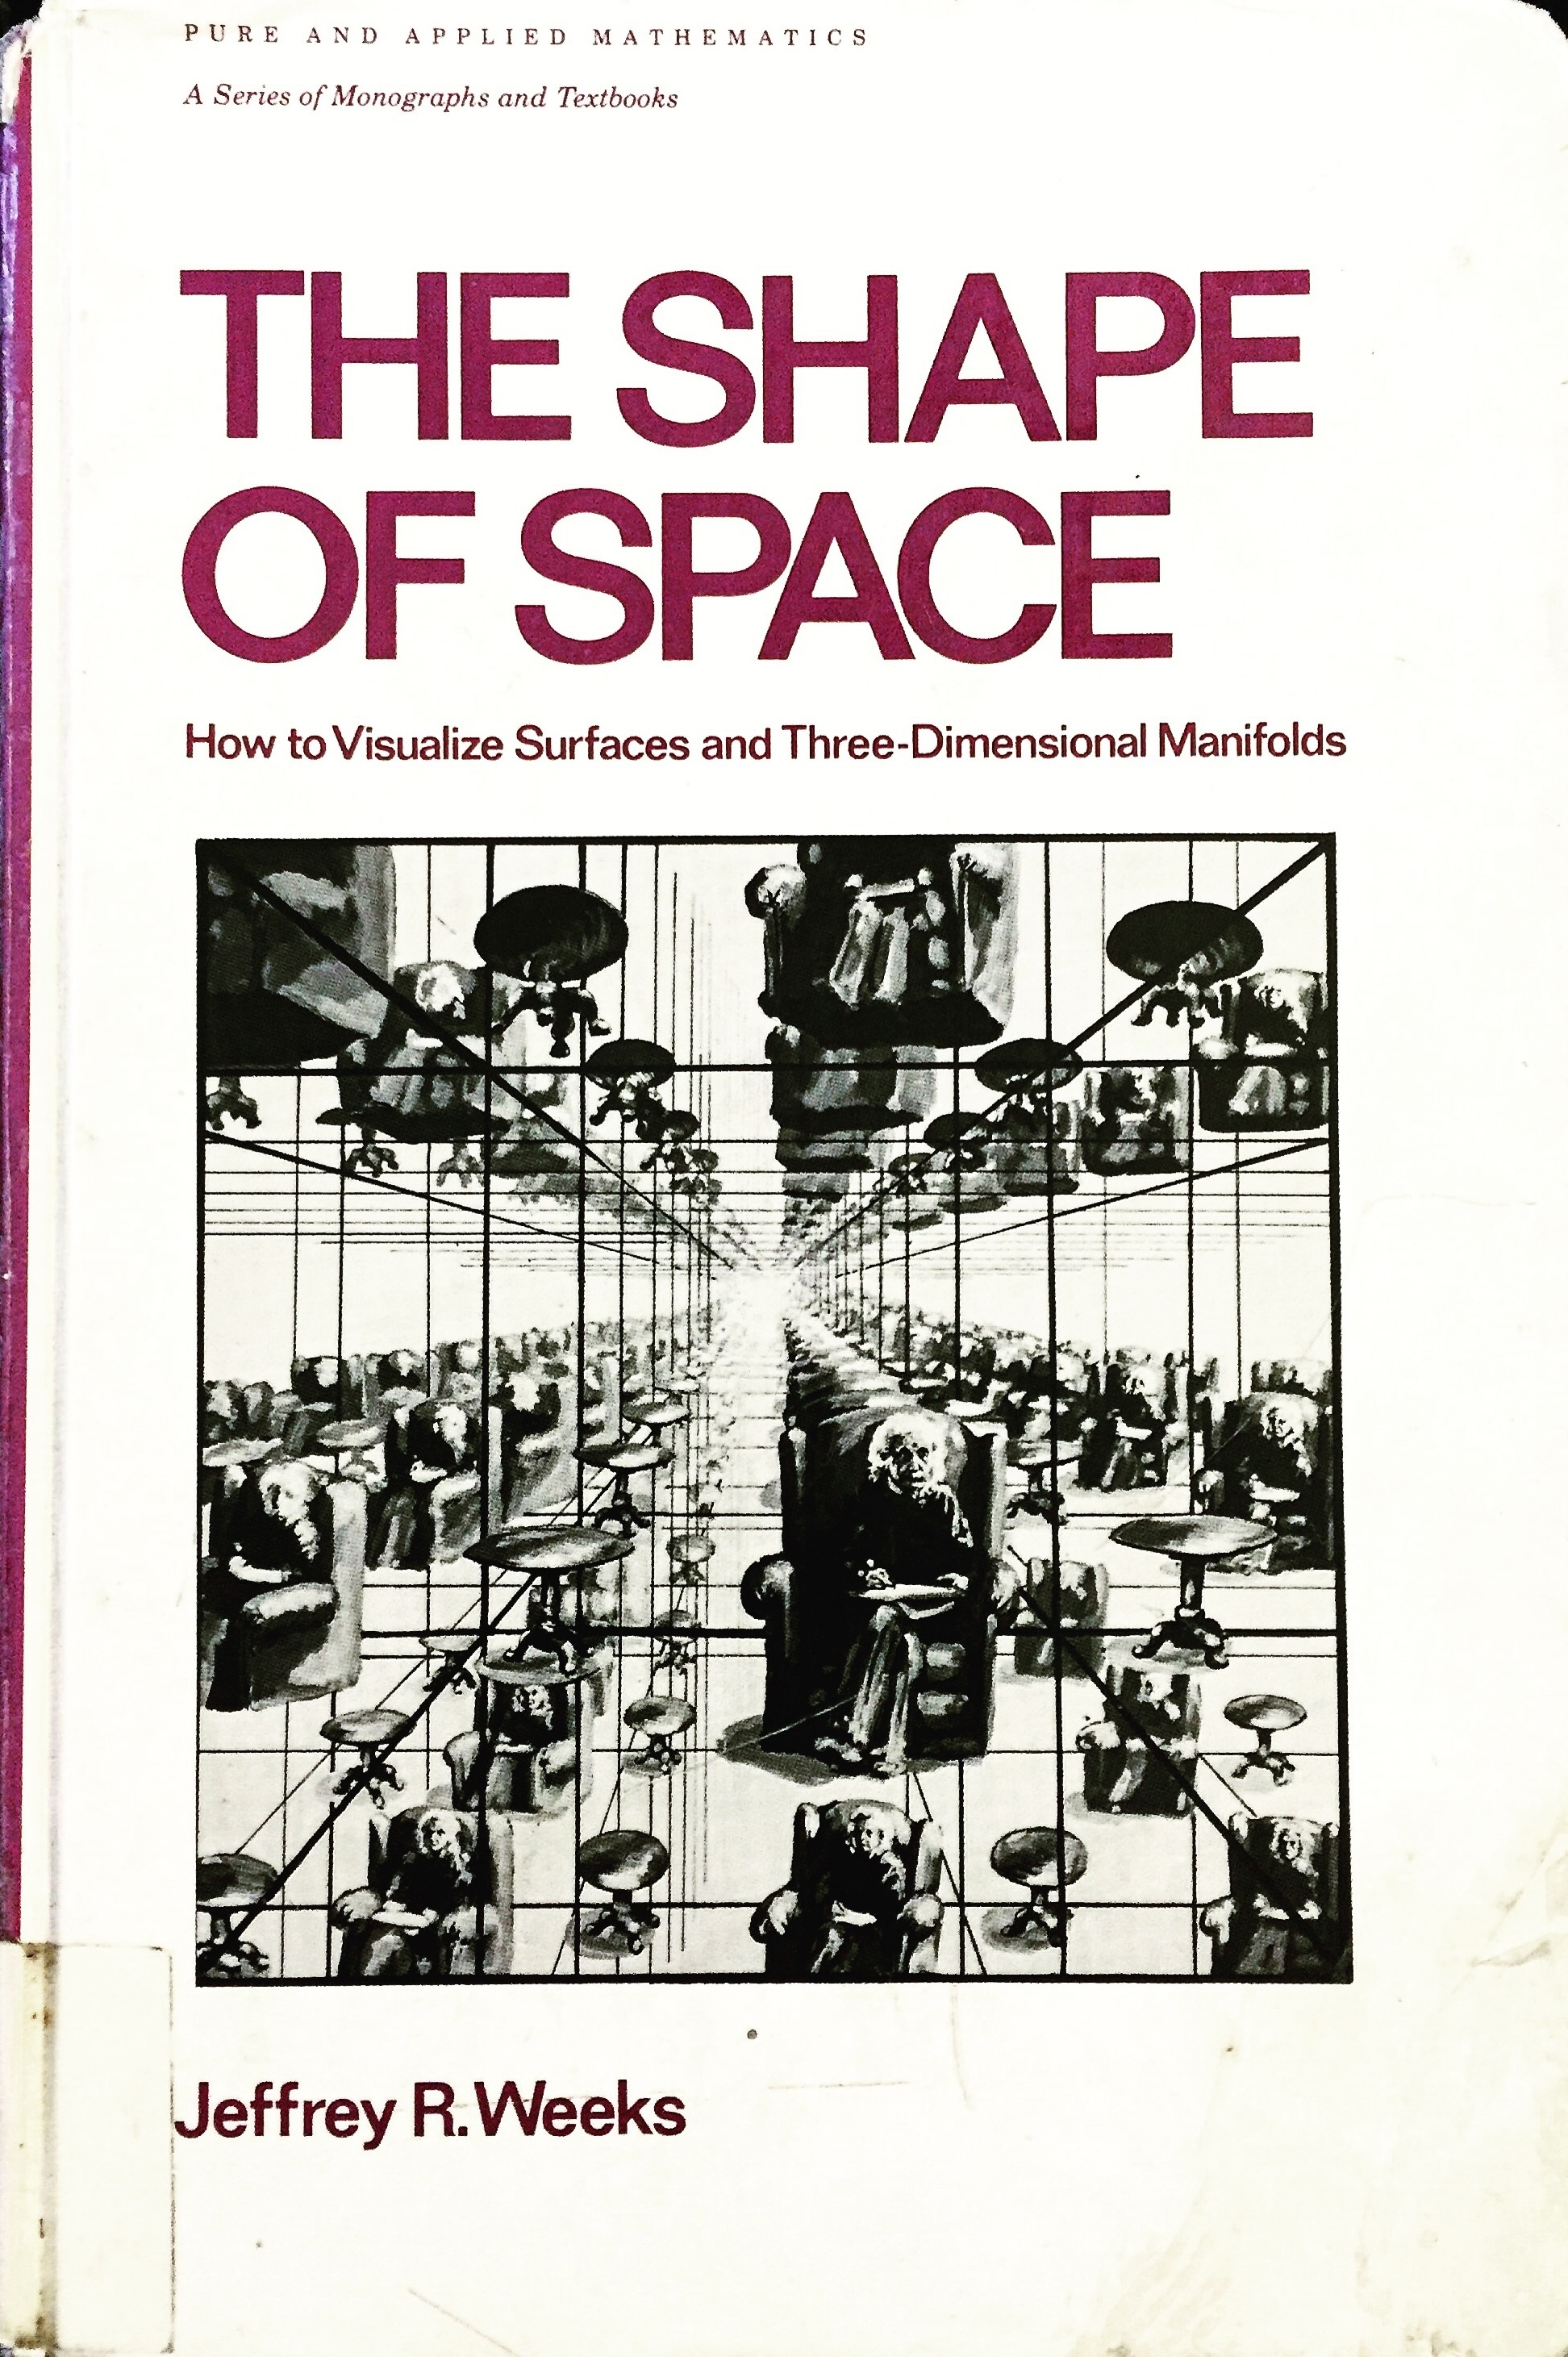 PURE AND APPLIED MATHEMATICS
A Series of Monographs and Textbooks
THE SHAPE
OF SPACE
How to Visualize Surfaces and Three-Dimensional Manifolds
Jeffrey R. Weeks